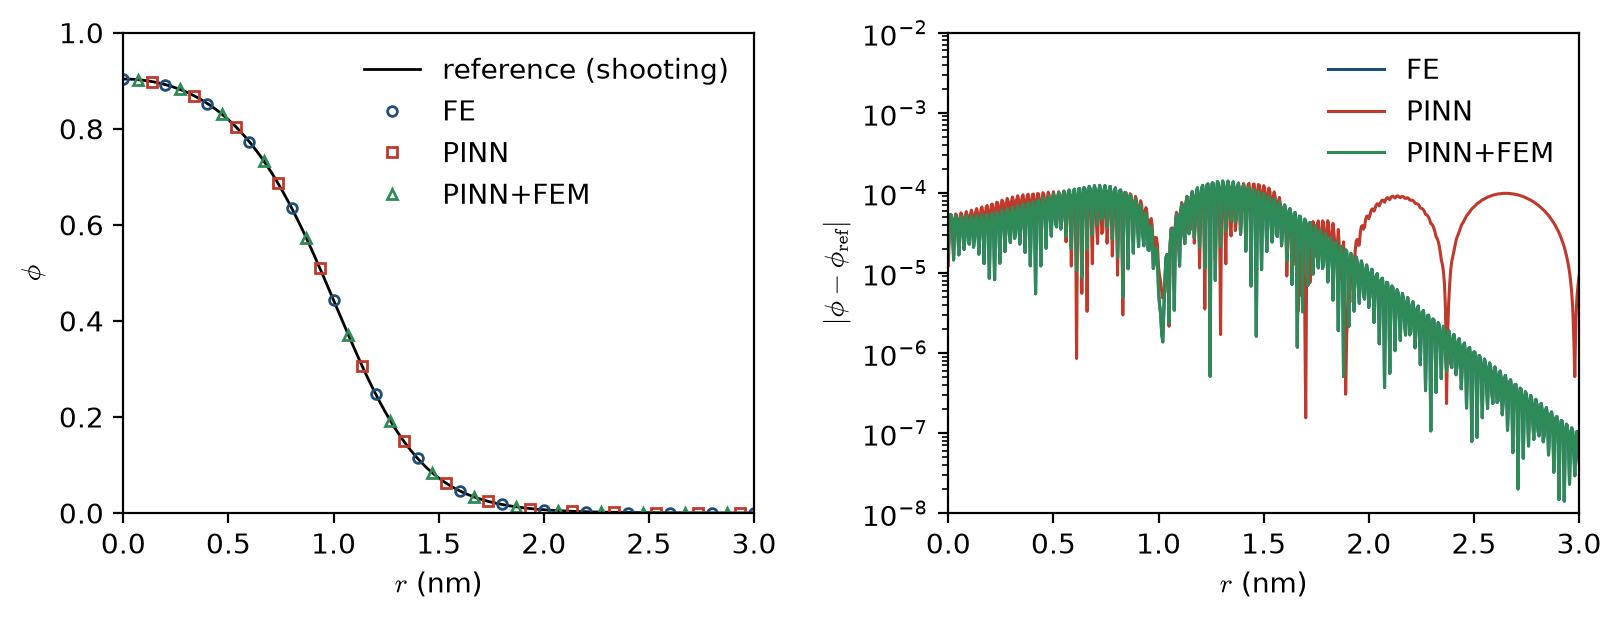 1.0
0.8
0.6
0.4
0.2
0.0
ϕ
reference (shooting)
FE
PINN
PINN+FEM
0.0 0.5 1.0 1.5 2.0 2.5 3.0
r (nm)
10⁻²
10⁻³
10⁻⁴
10⁻⁵
10⁻⁶
10⁻⁷
10⁻⁸
|ϕ − ϕref|
FE
PINN
PINN+FEM
0.0 0.5 1.0 1.5 2.0 2.5 3.0
r (nm)